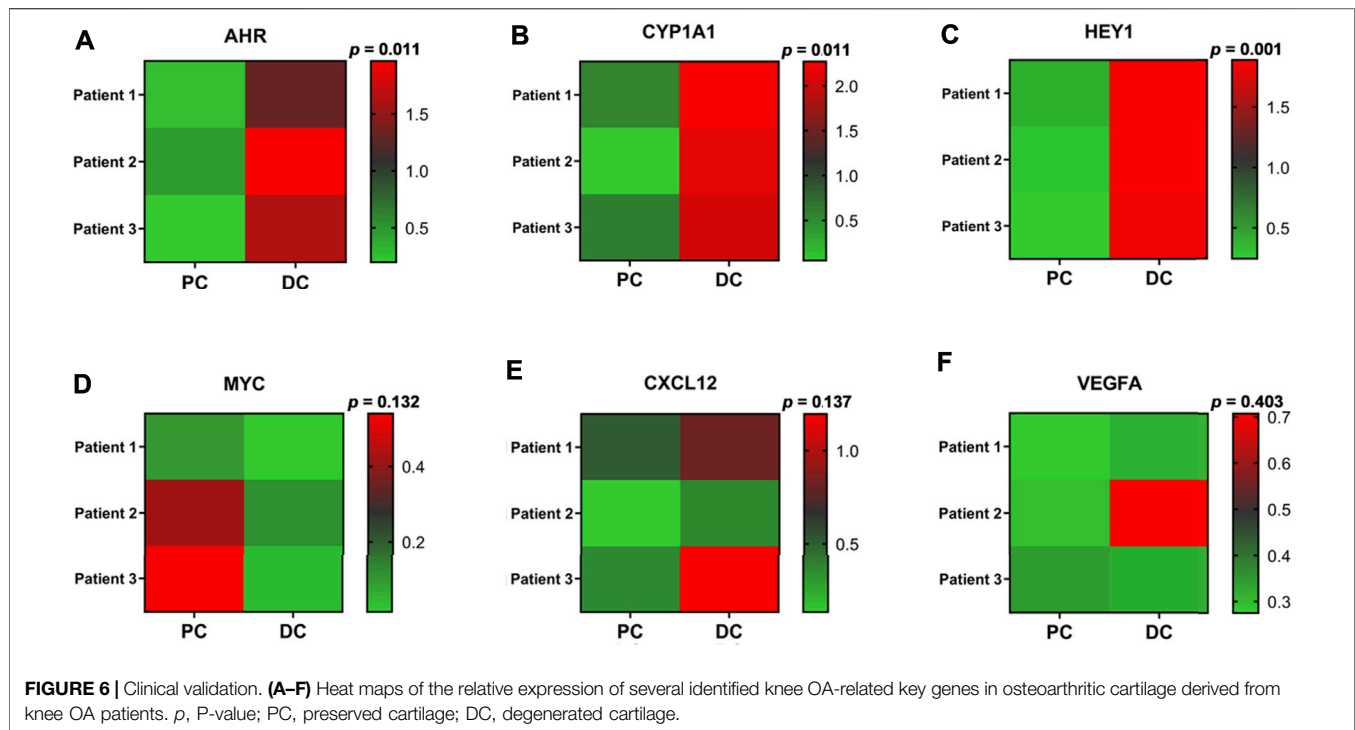 A
AHR
p = 0.011
Patient 1
Patient 2
Patient 3
1.5
1.0
0.5
PC
DC
B
CYP1A1
p = 0.011
Patient 1
Patient 2
Patient 3
2.0
1.5
1.0
0.5
PC
DC
C
HEY1
p = 0.001
Patient 1
Patient 2
Patient 3
1.5
1.0
0.5
PC
DC
D
MYC
p = 0.132
Patient 1
Patient 2
Patient 3
0.4
0.2
PC
DC
E
CXCL12
p = 0.137
Patient 1
Patient 2
Patient 3
1.0
0.5
PC
DC
F
VEGFA
p = 0.403
Patient 1
Patient 2
Patient 3
0.7
0.6
0.5
0.4
0.3
PC
DC
FIGURE 6 | Clinical validation. (A–F) Heat maps of the relative expression of several identified knee OA-related key genes in osteoarthritic cartilage derived from
knee OA patients. p, P-value; PC, preserved cartilage; DC, degenerated cartilage.